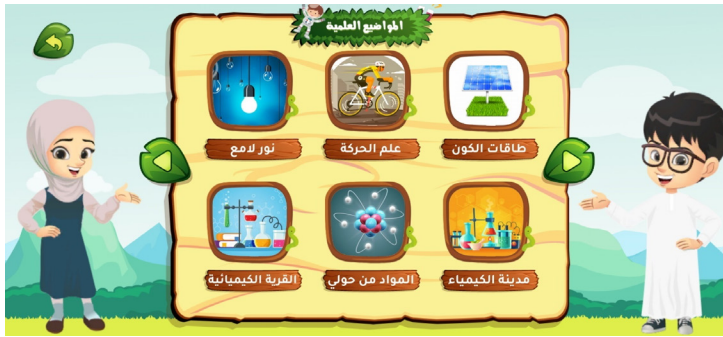 المواضيع العلمية
طاقات الكون
علم الحركة
نور لامع
مدينة الكيمياء
المواد من حولي
القرية الكيميائية